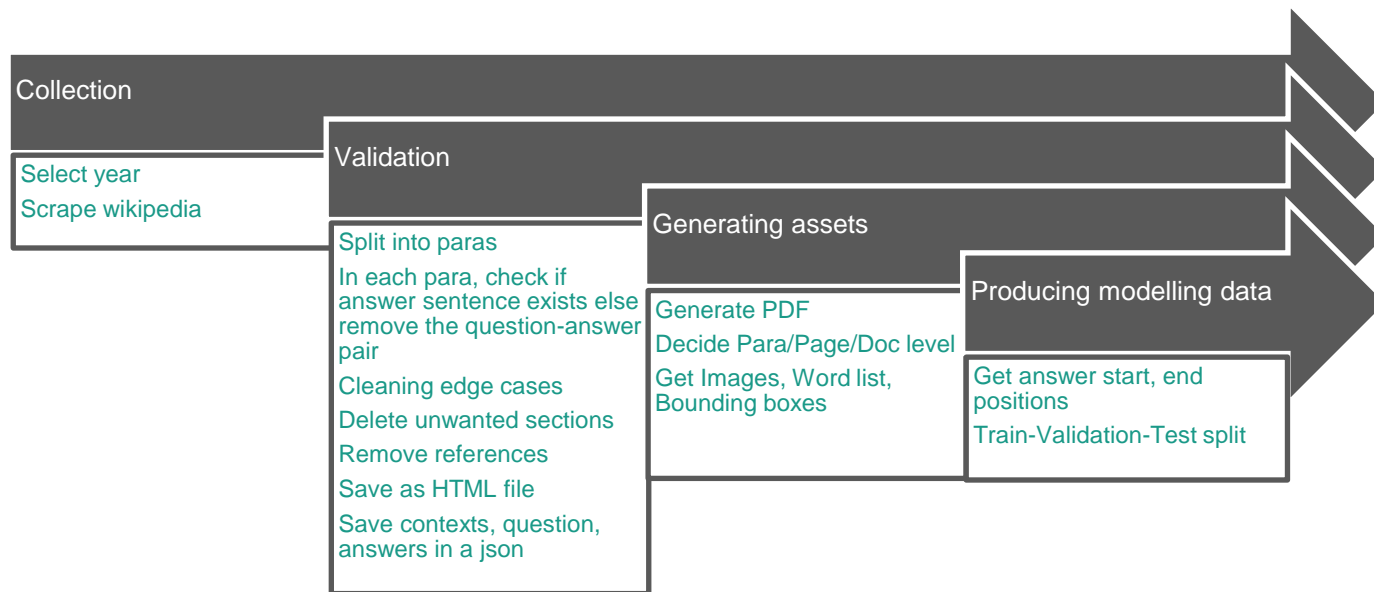 Collection
Select year
Scrape wikipedia
Validation
Split into paras
In each para, check if
answer sentence exists else
remove the question-answer
pair
Cleaning edge cases
Delete unwanted sections
Remove references
Save as HTML file
Save contexts, question,
answers in a json
Generating assets
Generate PDF
Decide Para/Page/Doc level
Get Images, Word list,
Bounding boxes
Producing modelling data
Get answer start, end
positions
Train-Validation-Test split